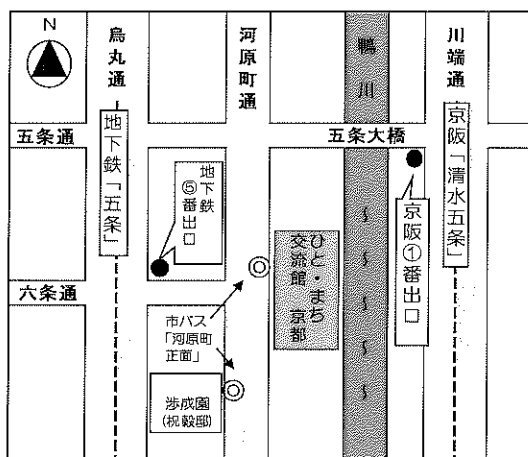 N
烏丸通
河原町通
鴨川
川端通
五条通
五条大橋
地下鉄「五条」
地下鉄
⑤番出口
京阪「清水五条」
京阪①番出口
六条通
ひと・まち
交流館 京都
市バス
「河原町
正面」
渉成園
(枳殻邸)